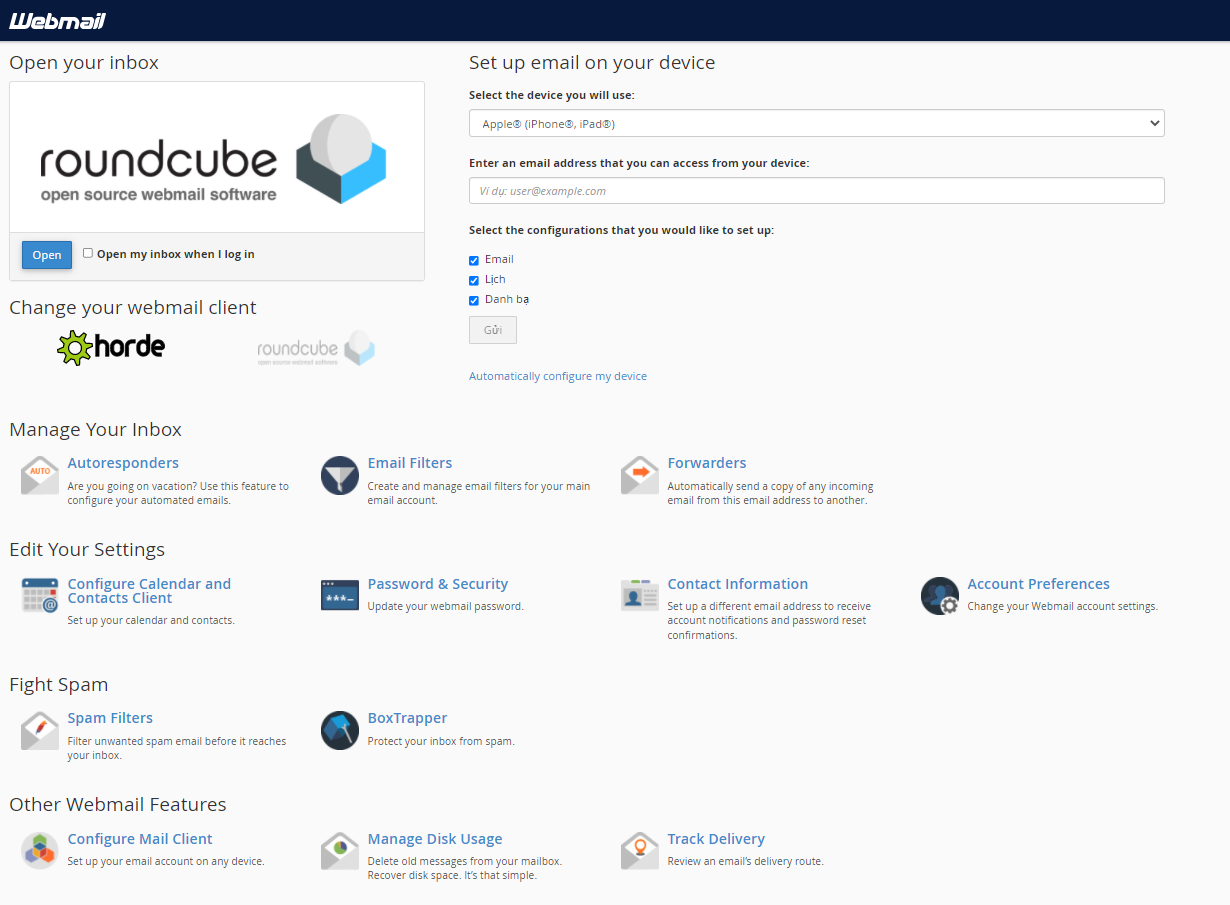 Webmail
Open your inbox
roundcube
open source webmail software
Open
Open my inbox when I log in
Change your webmail client
horde
roundcube
open source webmail software
Set up email on your device
Select the device you will use:
Apple® (iPhone®, iPad®)
Enter an email address that you can access from your device:
Ví dụ: user@example.com
Select the configurations that you would like to set up:
Email
Lịch
Danh bạ
Gửi
Automatically configure my device
Manage Your Inbox
AUTO
Autoresponders
Are you going on vacation? Use this feature to
configure your automated emails.
Email Filters
Create and manage email filters for your main
email account.
Forwarders
Automatically send a copy of any incoming
email from this email address to another.
Edit Your Settings
@
Configure Calendar and
Contacts Client
Set up your calendar and contacts.
***_
Password & Security
Update your webmail password.
Contact Information
Set up a different email address to receive
account notifications and password reset
confirmations.
Account Preferences
Change your Webmail account settings.
Fight Spam
Spam Filters
Filter unwanted spam email before it reaches
your inbox.
BoxTrapper
Protect your inbox from spam.
Other Webmail Features
Configure Mail Client
Set up your email account on any device.
Manage Disk Usage
Delete old messages from your mailbox.
Recover disk space. It's that simple.
Track Delivery
Review an email's delivery route.